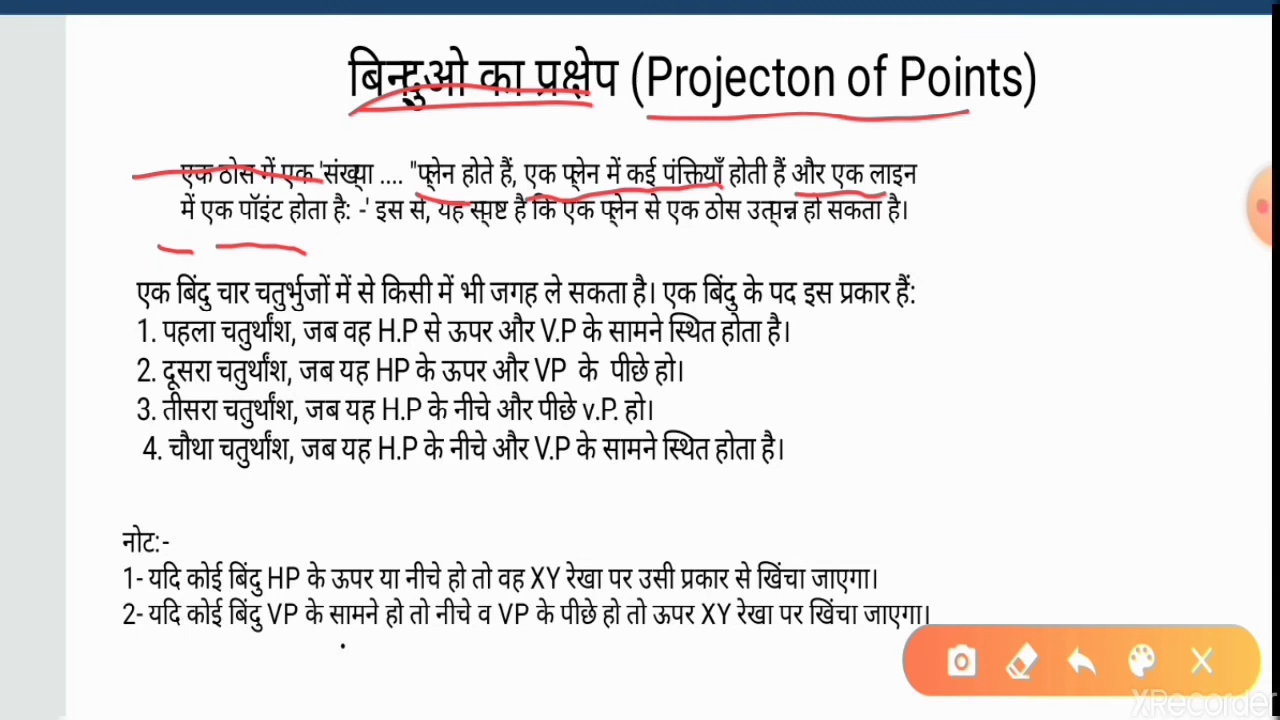 बिन्दुओ का प्रक्षेप (Projecton of Points)
एक ठोस में एक 'संख्या .... "प्लेन होते हैं, एक प्लेन में कई पंक्तियाँ होती हैं और एक लाइन
में एक पॉइंट होता है: -' इस से, यह स्पष्ट है कि एक प्लेन से एक ठोस उत्पन्न हो सकता है।
एक बिंदु चार चतुर्भुजों में से किसी में भी जगह ले सकता है। एक बिंदु के पद इस प्रकार हैं:
1. पहला चतुर्थांश, जब वह H.P से ऊपर और V.P के सामने स्थित होता है।
2. दूसरा चतुर्थांश, जब यह HP के ऊपर और VP के पीछे हो।
3. तीसरा चतुर्थांश, जब यह H.P के नीचे और पीछे v.P. हो।
4. चौथा चतुर्थांश, जब यह H.P के नीचे और V.P के सामने स्थित होता है।
नोट:-
1- यदि कोई बिंदु HP के ऊपर या नीचे हो तो वह XY रेखा पर उसी प्रकार से खिंचा जाएगा।
2- यदि कोई बिंदु VP के सामने हो तो नीचे व VP के पीछे हो तो ऊपर XY रेखा पर खिंचा जाएगा।
XRecorder